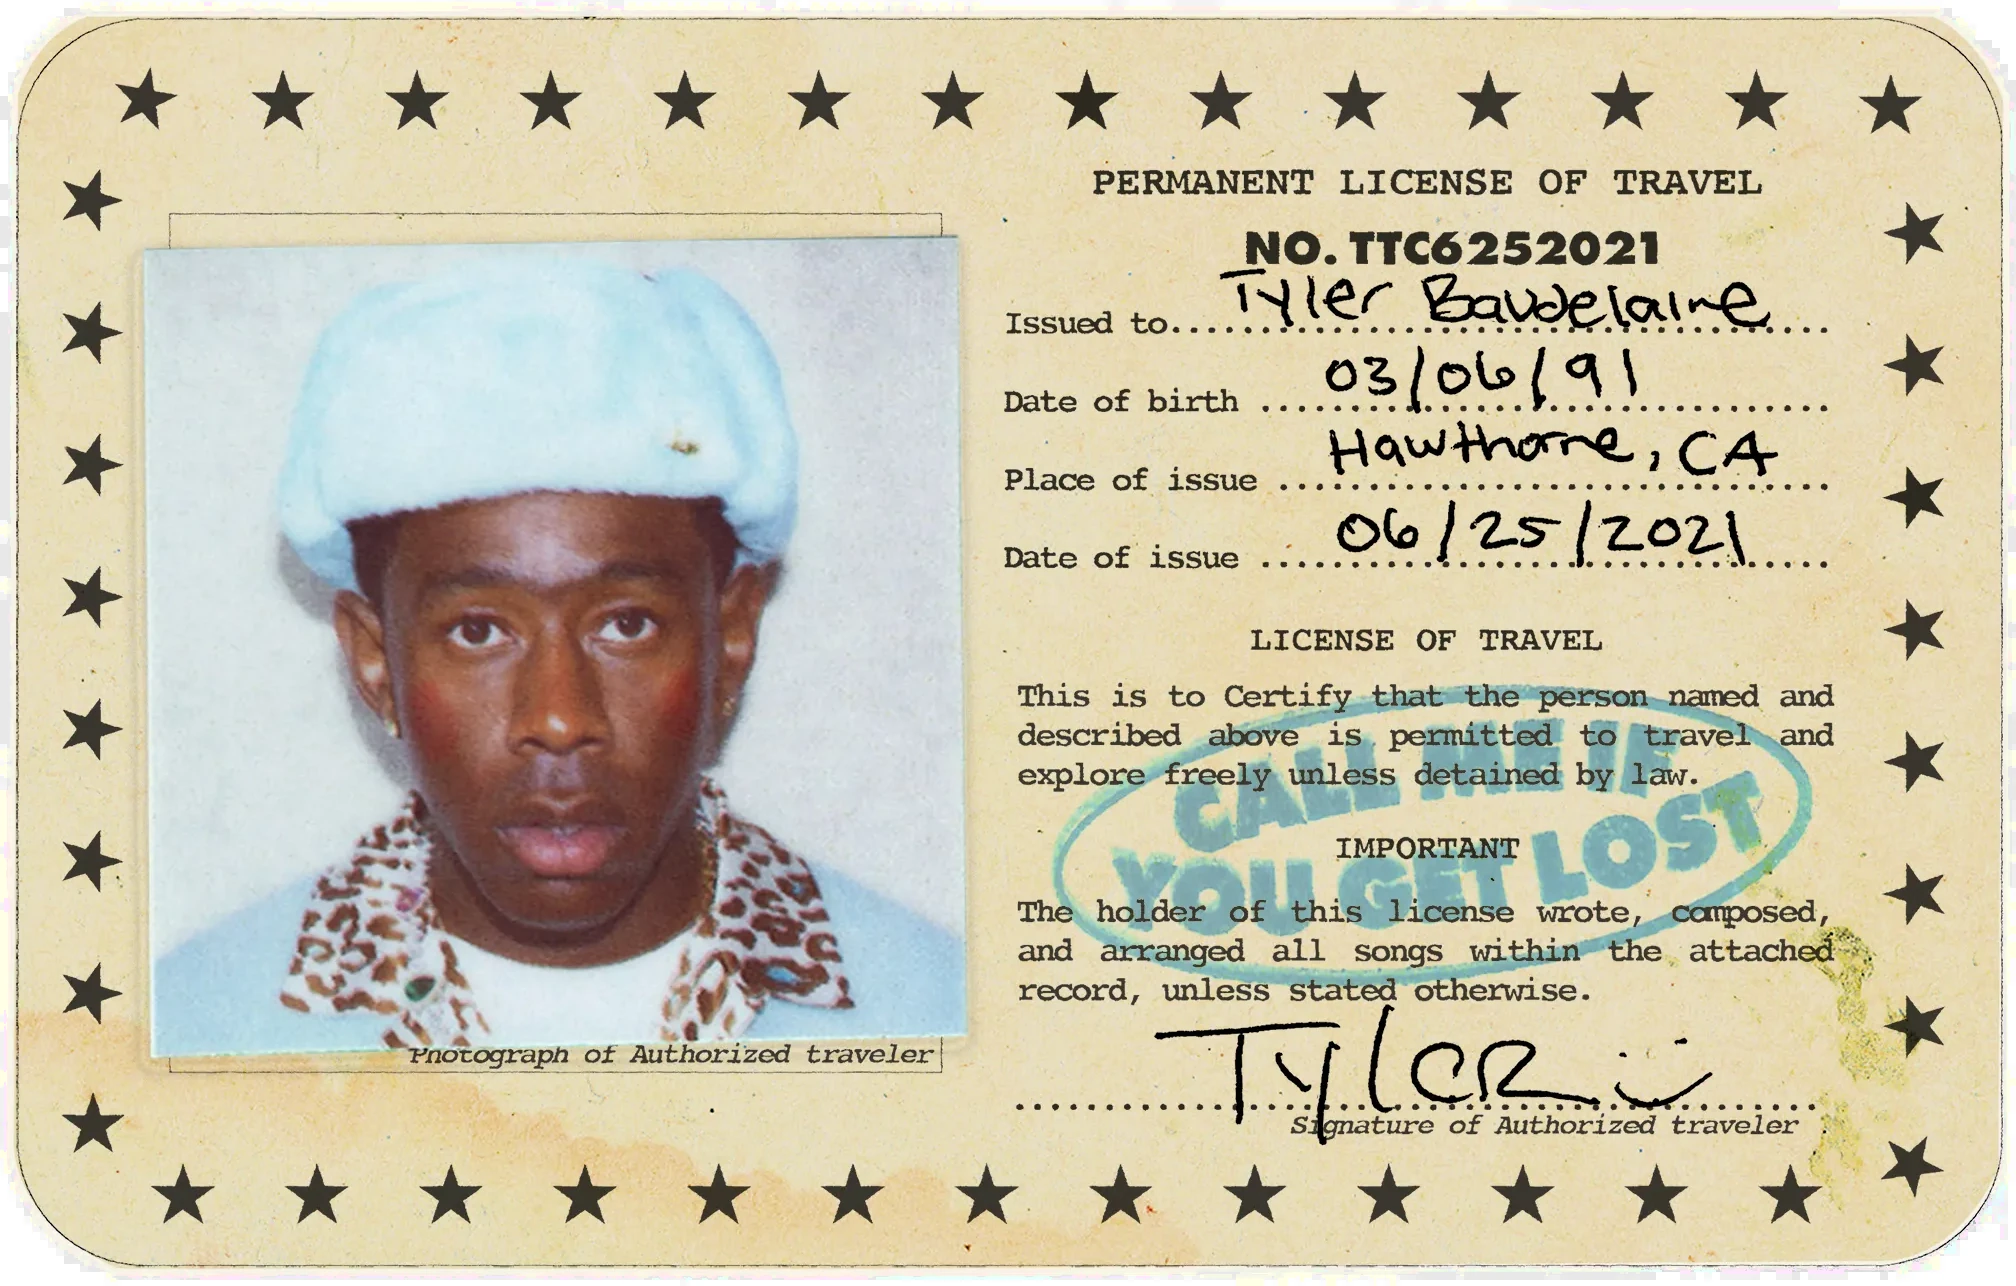 PERMANENT LICENSE OF TRAVEL
NO. TTC6252021
Issued to.... Tyler Baudelaire
Date of birth .... 03/06/91
Place of issue .... Hawthorne, CA
Date of issue .... 06/25/2021
LICENSE OF TRAVEL
This is to Certify that the person named and
described above is permitted to travel and
explore freely unless detained by law.
CALL ME IF
YOU GET LOST
IMPORTANT
The holder of this license wrote, composed,
and arranged all songs within the attached
record, unless stated otherwise.
TylER
Signature of Authorized traveler
Photograph of Authorized traveler